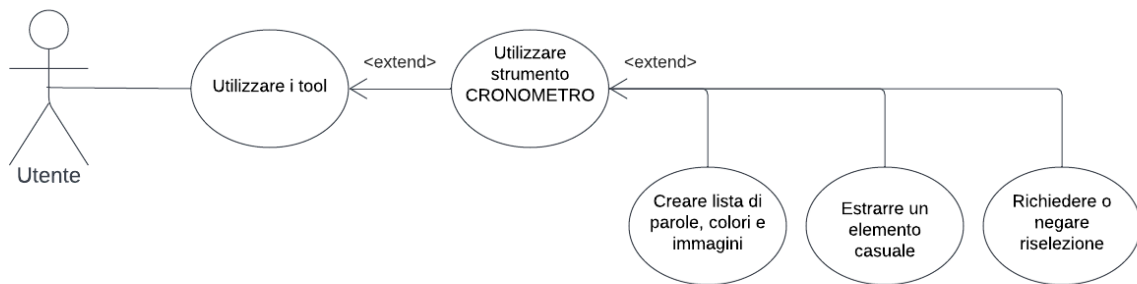 Utente
Utilizzare i tool
<extend>
Utilizzare
strumento
CRONOMETRO
<extend>
Creare lista di
parole, colori e
immagini
Estrarre un
elemento
casuale
Richiedere o
negare
riselezione